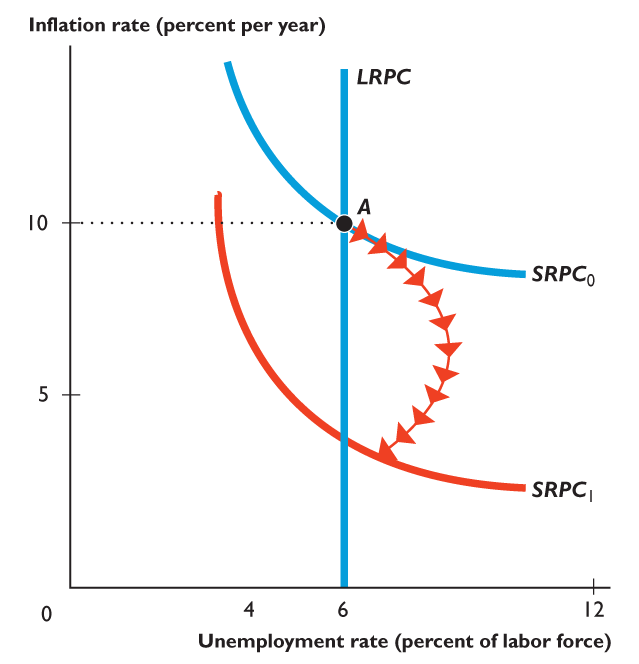 Inflation rate (percent per year)
LRPC
A
10
SRPC₀
5
SRPC₁
0
4
6
12
Unemployment rate (percent of labor force)